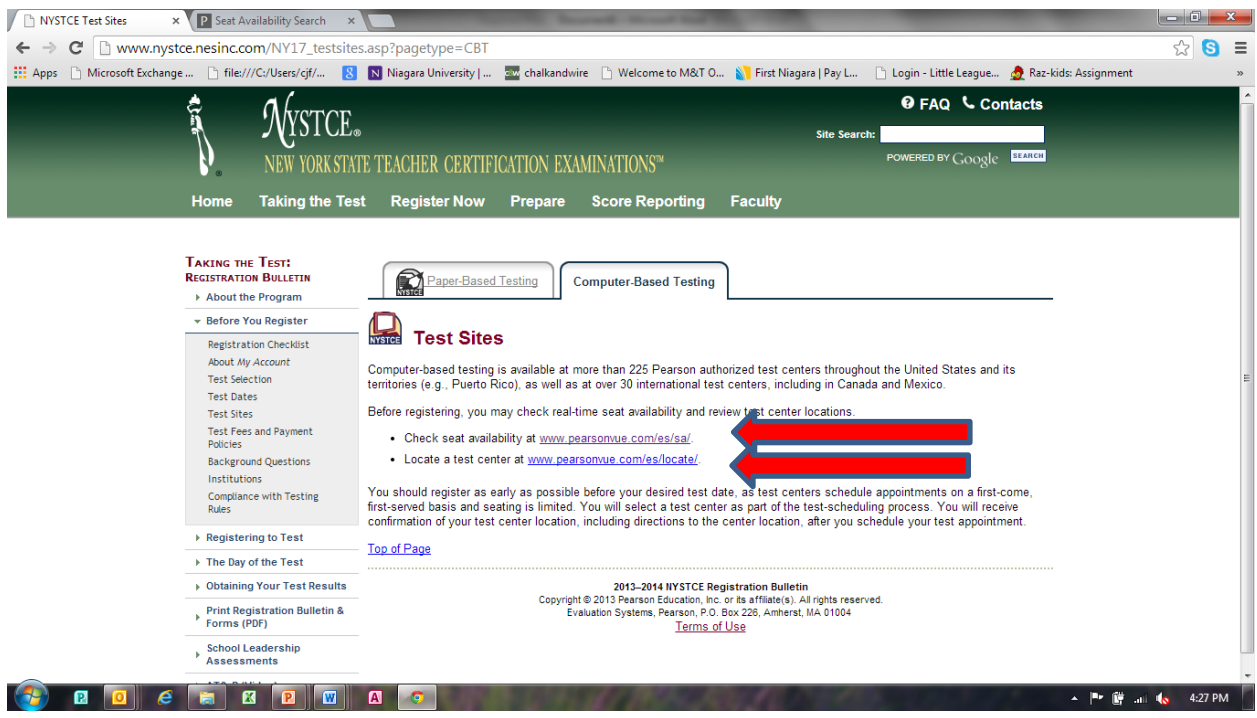 NYSTCE Test Sites
Seat Availability Search
www.nystce.nesinc.com/NY17_testsites.asp?pagetype=CBT
Apps Microsoft Exchange ... file:///C:/Users/cjf/... Niagara University | ... chalkandwire Welcome to M&T O... First Niagara | Pay L... Login - Little League... Raz-kids: Assignment »
FAQ Contacts
NYSTCE®
Site Search:
NEW YORK STATE TEACHER CERTIFICATION EXAMINATIONS™
POWERED BY Google SEARCH
Home Taking the Test Register Now Prepare Score Reporting Faculty
TAKING THE TEST:
REGISTRATION BULLETIN
About the Program
Before You Register
Registration Checklist
About My Account
Test Selection
Test Dates
Test Sites
Test Fees and Payment
Policies
Background Questions
Institutions
Compliance with Testing
Rules
Registering to Test
The Day of the Test
Obtaining Your Test Results
Print Registration Bulletin &
Forms (PDF)
School Leadership
Assessments
Paper-Based Testing
Computer-Based Testing
NYSTCE
NYSTCE
Test Sites
Computer-based testing is available at more than 225 Pearson authorized test centers throughout the United States and its
territories (e.g., Puerto Rico), as well as at over 30 international test centers, including in Canada and Mexico.
Before registering, you may check real-time seat availability and review test center locations.
• Check seat availability at www.pearsonvue.com/es/sa/.
• Locate a test center at www.pearsonvue.com/es/locate/.
You should register as early as possible before your desired test date, as test centers schedule appointments on a first-come,
first-served basis and seating is limited. You will select a test center as part of the test-scheduling process. You will receive
confirmation of your test center location, including directions to the center location, after you schedule your test appointment.
Top of Page
2013–2014 NYSTCE Registration Bulletin
Copyright © 2013 Pearson Education, Inc. or its affiliate(s). All rights reserved.
Evaluation Systems, Pearson, P.O. Box 226, Amherst, MA 01004
Terms of Use
4:27 PM